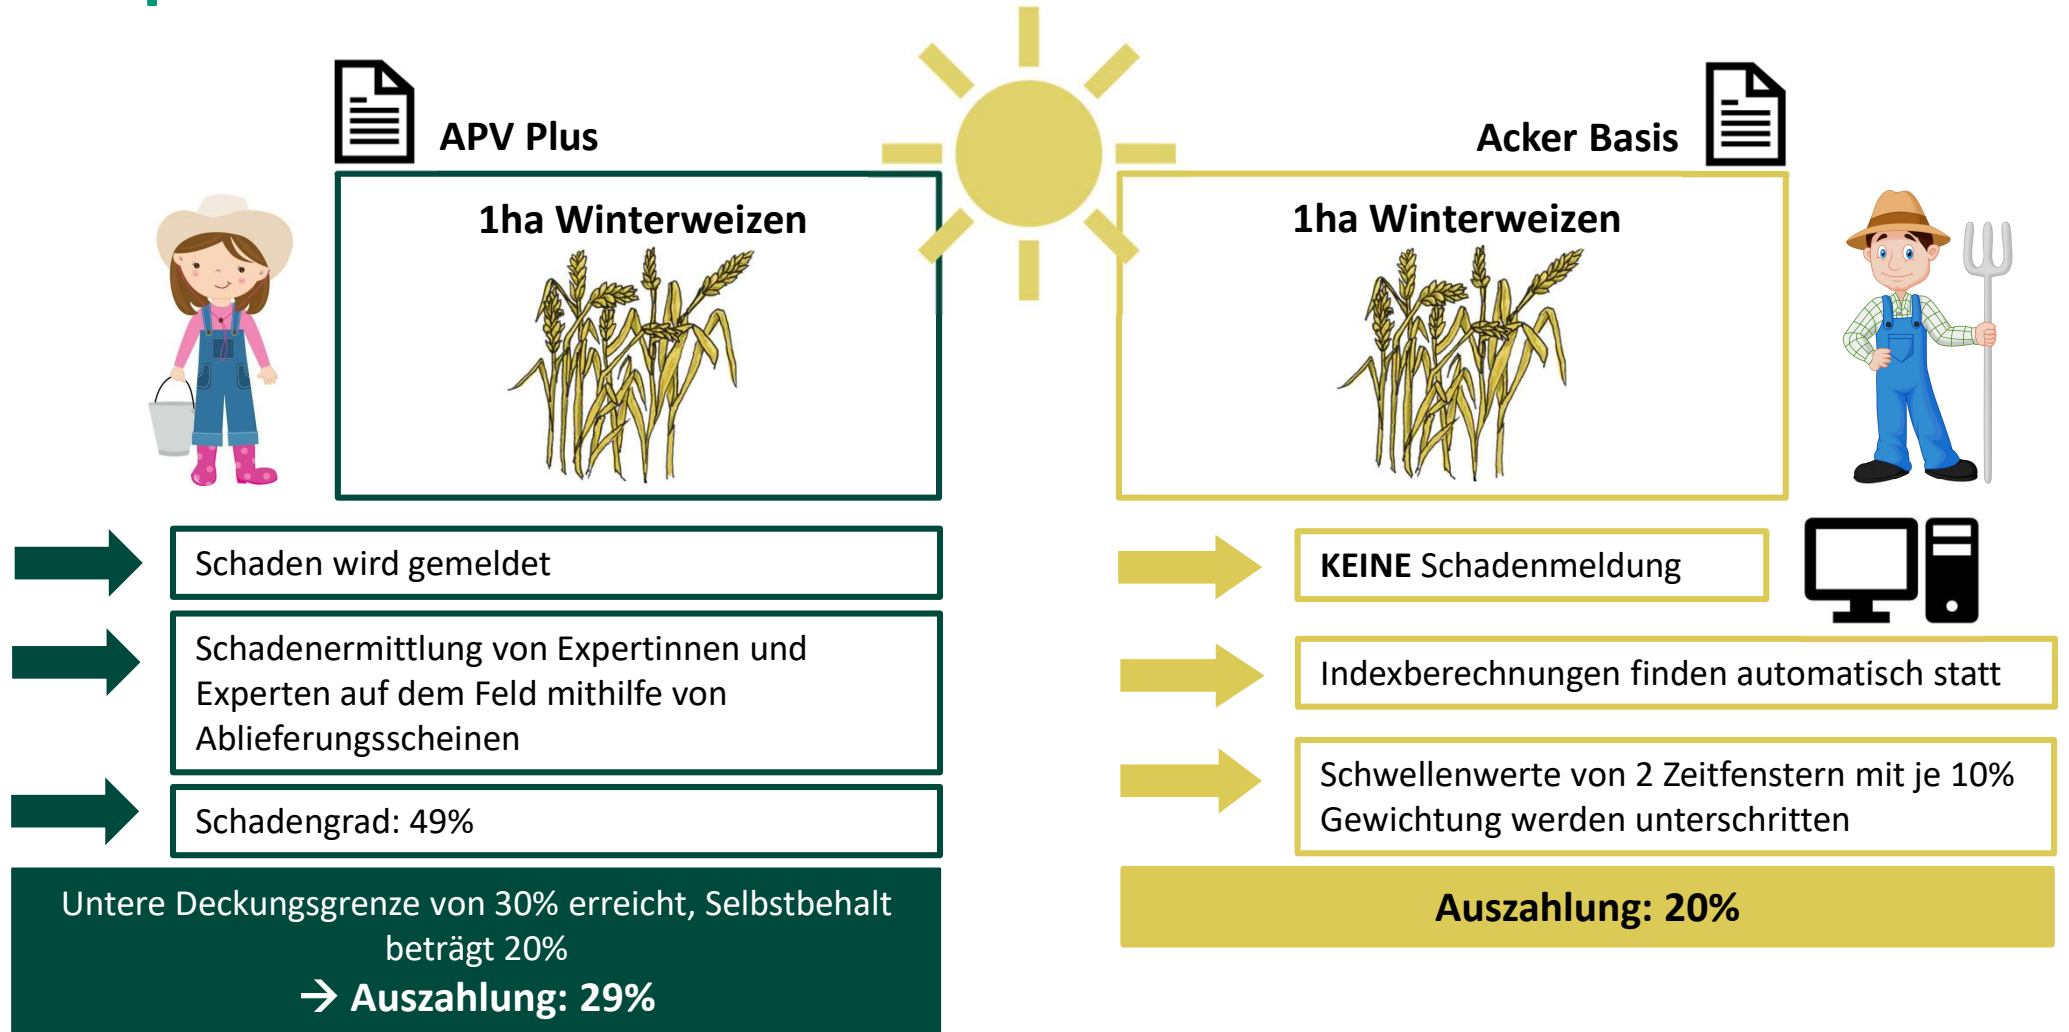 APV Plus
1ha Winterweizen
Schaden wird gemeldet
Schadenermittlung von Expertinnen und
Experten auf dem Feld mithilfe von
Ablieferungsscheinen
Schadengrad: 49%
Untere Deckungsgrenze von 30% erreicht, Selbstbehalt
beträgt 20%
→ Auszahlung: 29%
Acker Basis
1ha Winterweizen
KEINE Schadenmeldung
Indexberechnungen finden automatisch statt
Schwellenwerte von 2 Zeitfenstern mit je 10%
Gewichtung werden unterschritten
Auszahlung: 20%